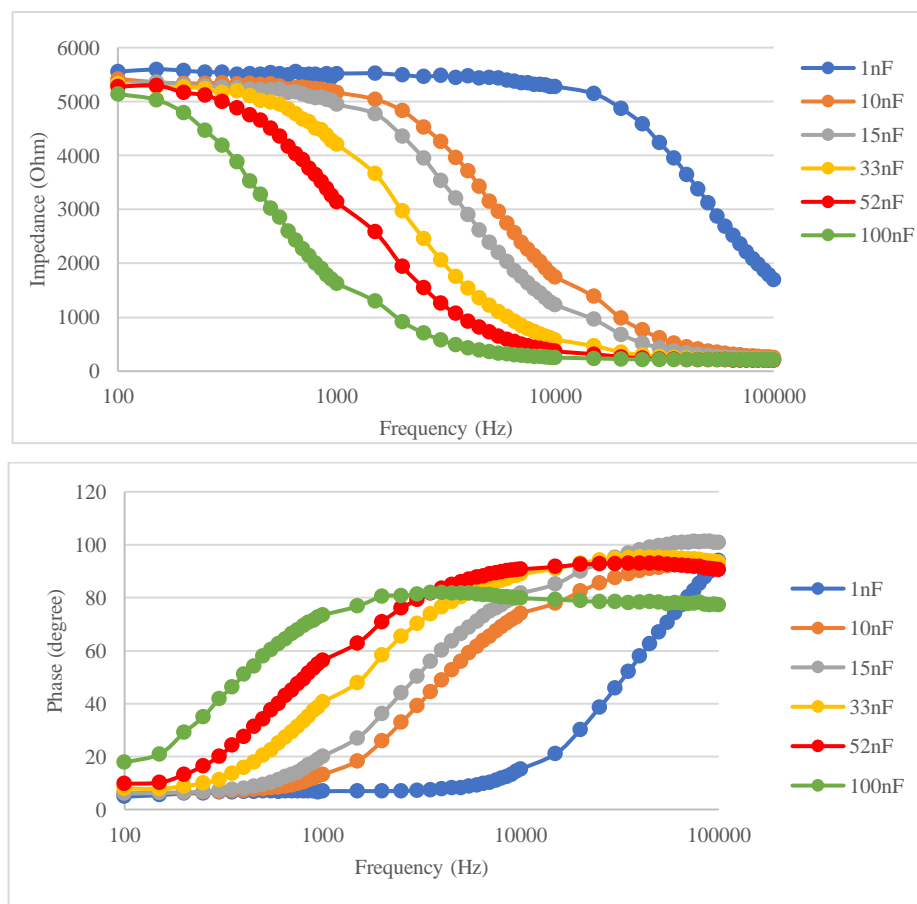 6000
5000
4000
3000
2000
1000
0
Impedance (Ohm)
100
1000
10000
100000
Frequency (Hz)
1nF
10nF
15nF
33nF
52nF
100nF
120
100
80
60
40
20
0
Phase (degree)
100
1000
10000
100000
Frequency (Hz)
1nF
10nF
15nF
33nF
52nF
100nF